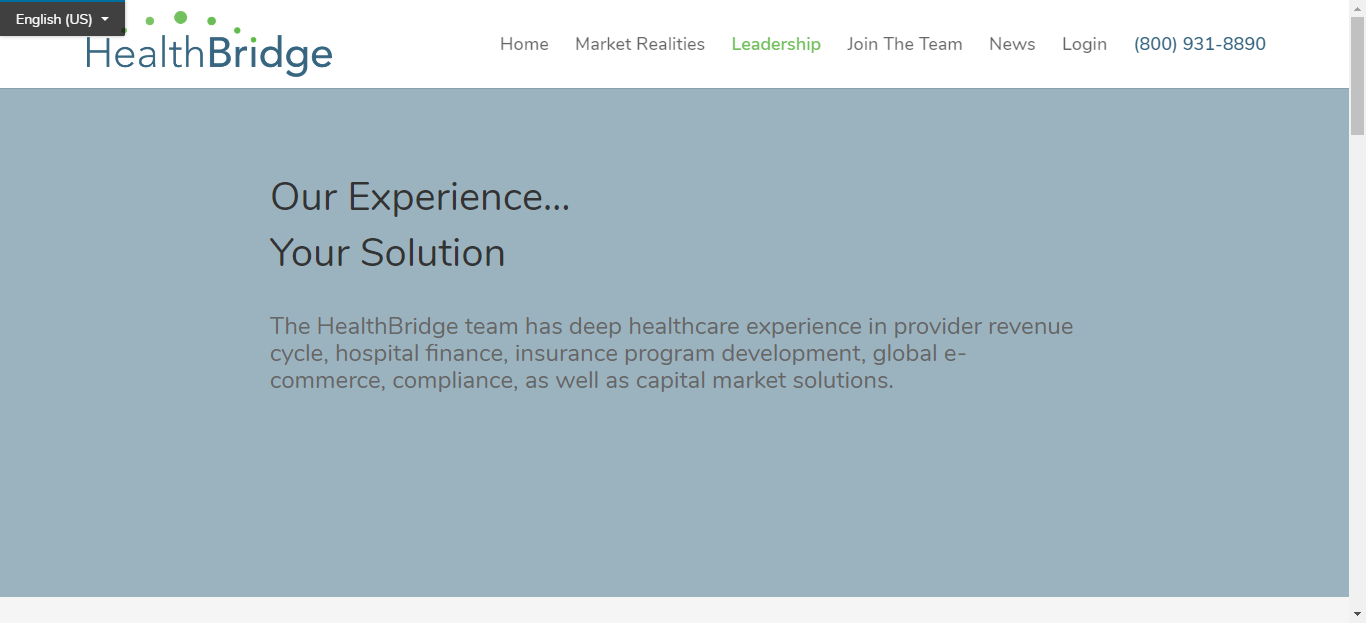 English (US)
HealthBridge
Home Market Realities Leadership Join The Team News Login (800) 931-8890
Our Experience...
Your Solution
The HealthBridge team has deep healthcare experience in provider revenue
cycle, hospital finance, insurance program development, global e-
commerce, compliance, as well as capital market solutions.